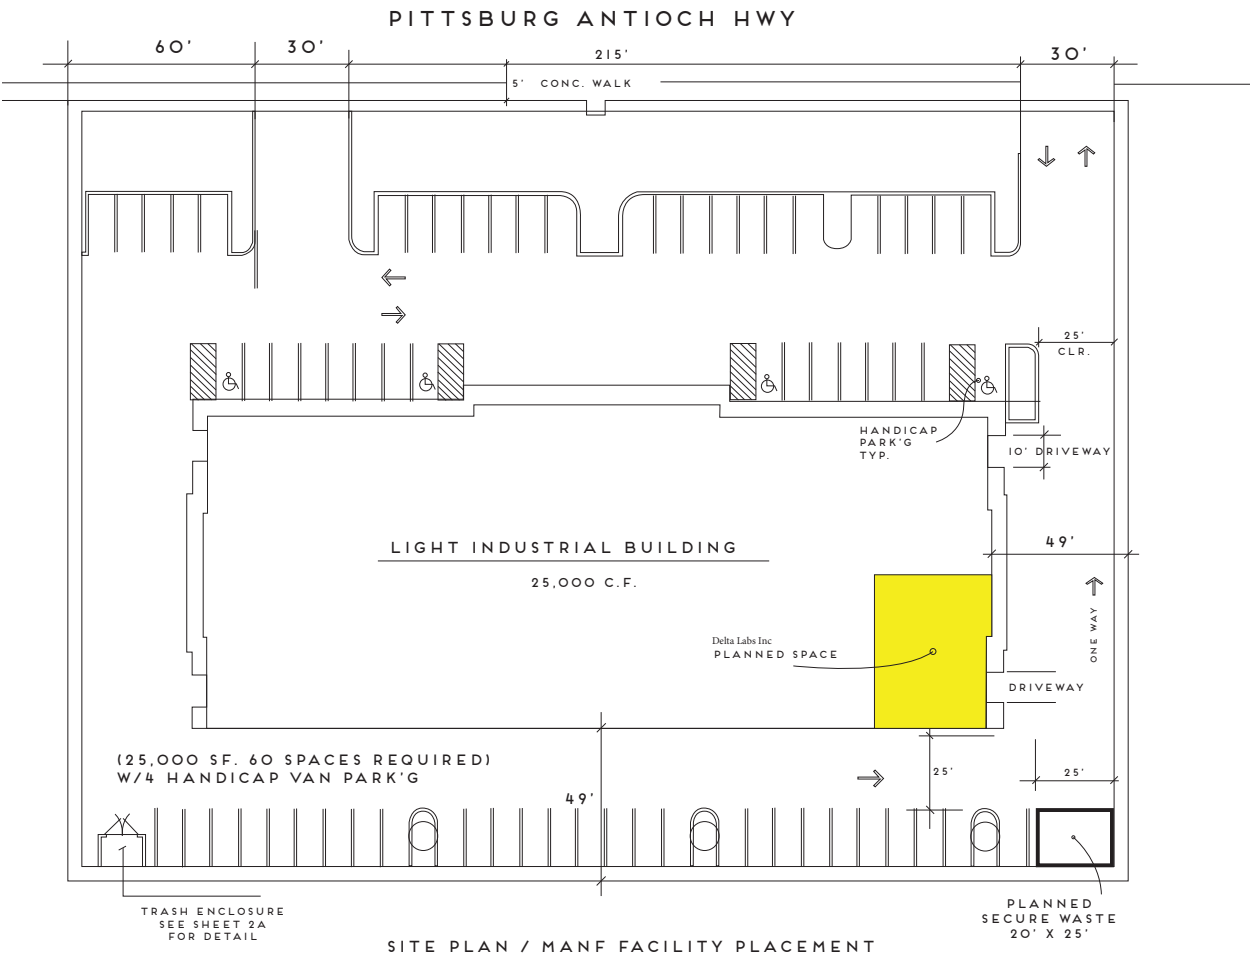 PITTSBURG ANTIOCH HWY
60'
30'
215'
30'
5' CONC. WALK
25'
CLR.
HANDICAP
PARK'G
TYP.
10' DRIVEWAY
LIGHT INDUSTRIAL BUILDING
25,000 C.F.
49'
ONE WAY
Delta Labs Inc
PLANNED SPACE
DRIVEWAY
(25,000 SF. 60 SPACES REQUIRED)
W/4 HANDICAP VAN PARK'G
25'
25'
49'
TRASH ENCLOSURE
SEE SHEET 2A
FOR DETAIL
PLANNED
SECURE WASTE
20' X 25'
SITE PLAN / MANF FACILITY PLACEMENT